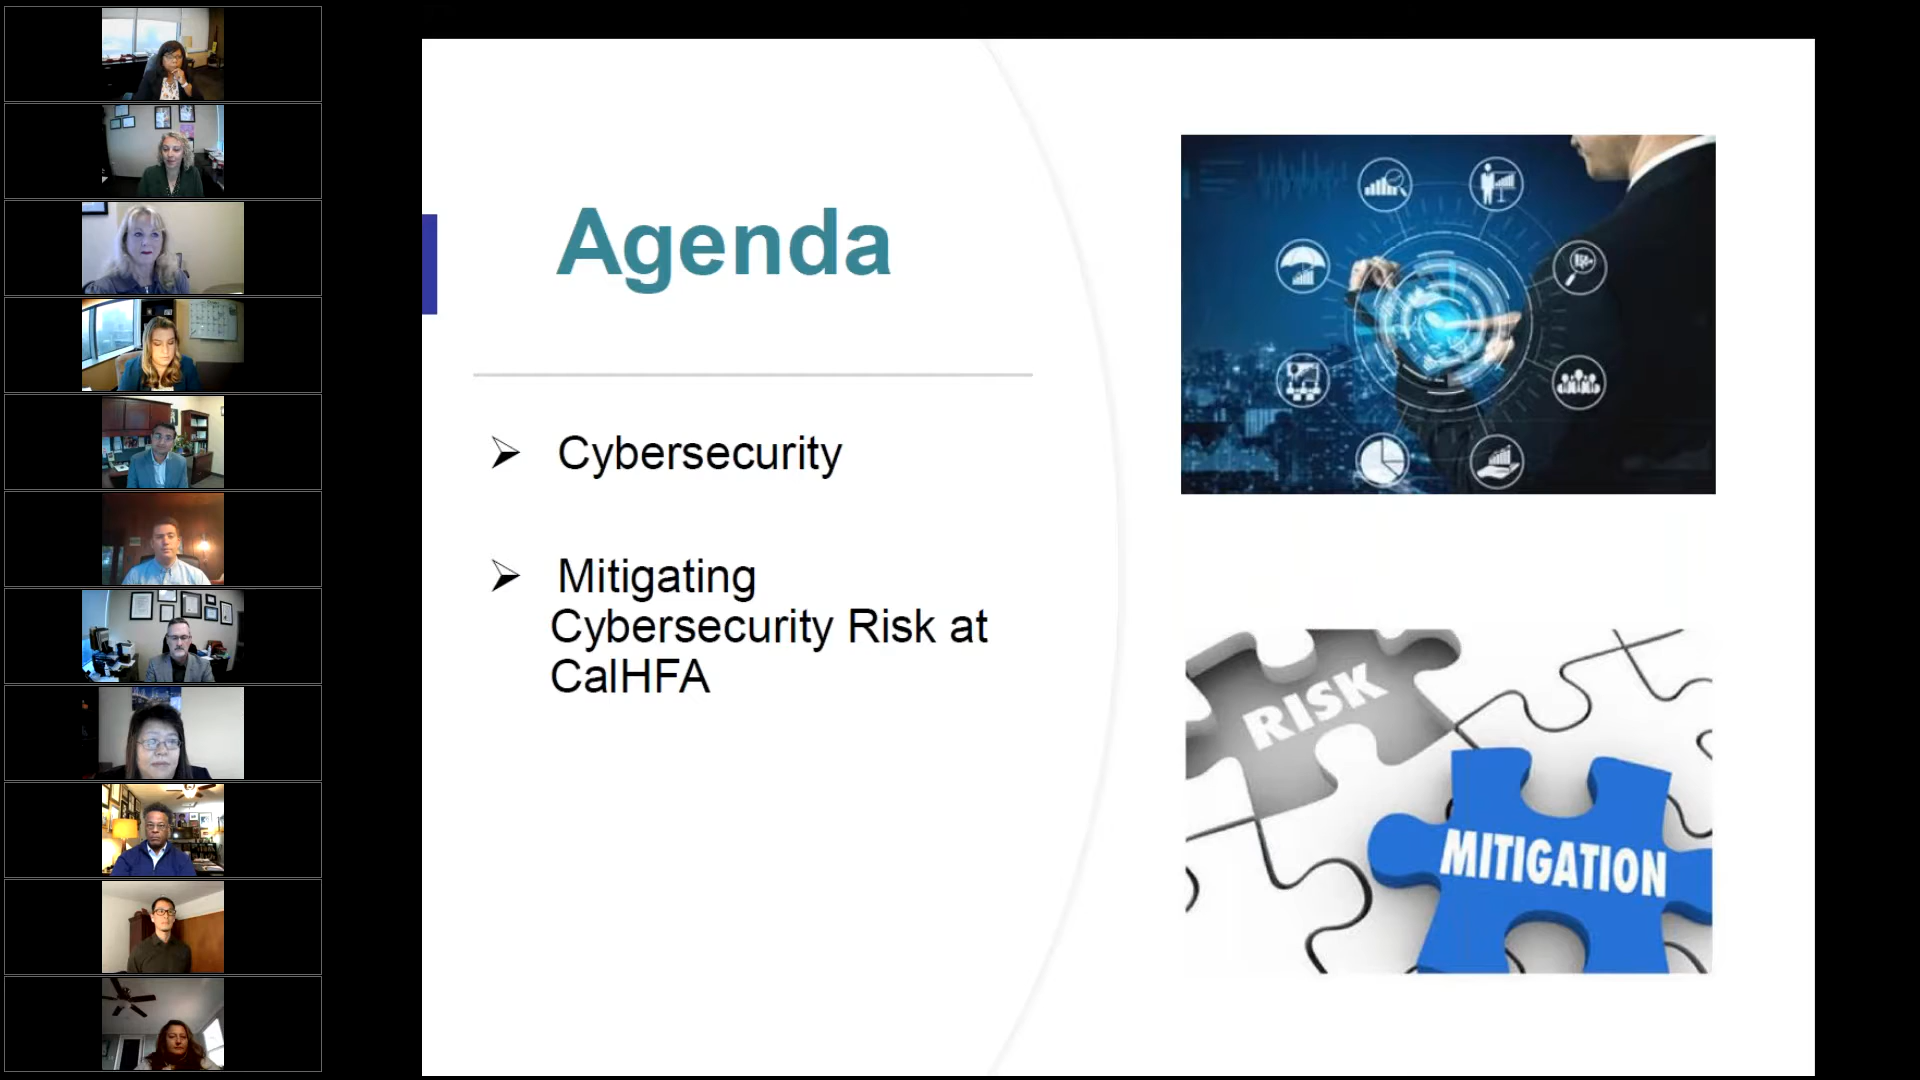 Agenda
Cybersecurity
Mitigating
Cybersecurity Risk at
CalHFA
RISK
MITIGATION